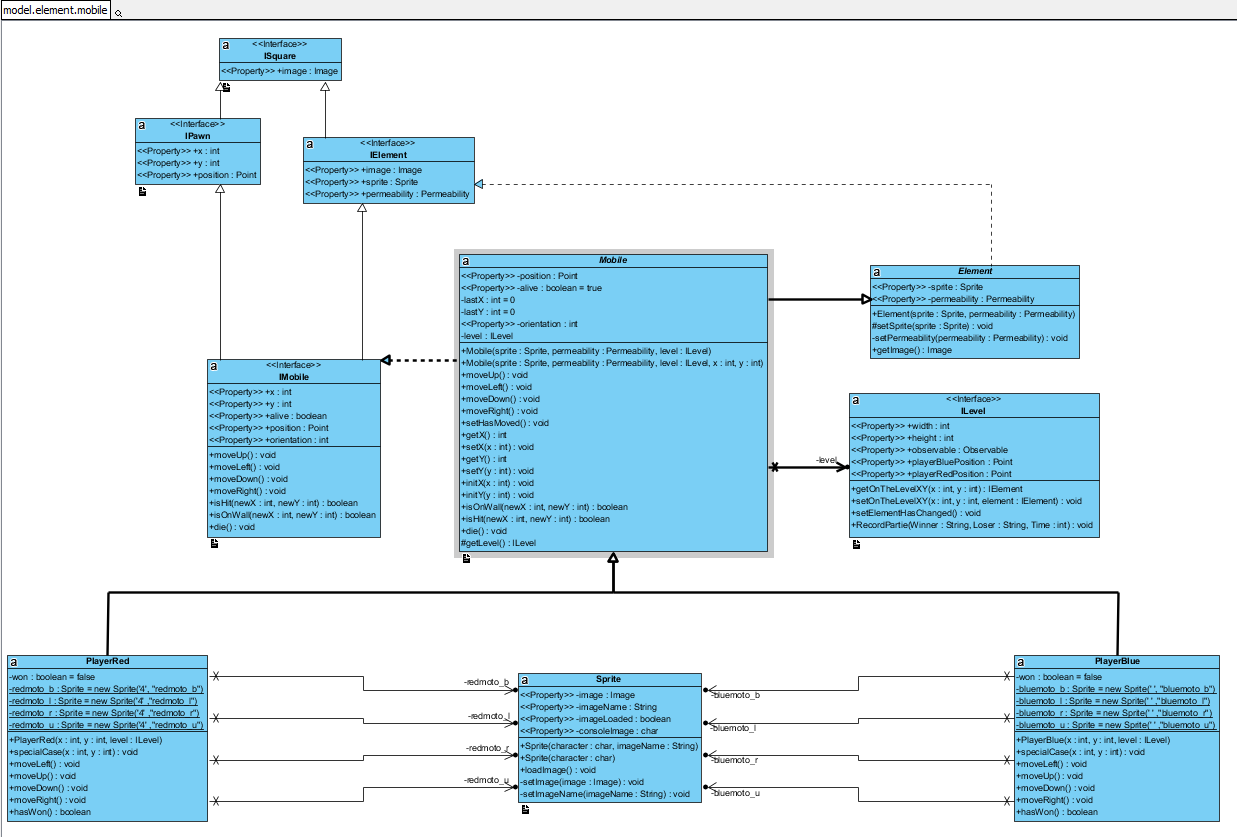 model.element.mobile
a
<<Interface>>
ISquare
<<Property>> +image : Image
a
<<Interface>>
IPawn
<<Property>> +x : int
<<Property>> +y : int
<<Property>> +position : Point
a
<<Interface>>
IElement
<<Property>> +image : Image
<<Property>> +sprite : Sprite
<<Property>> +permeability : Permeability
a
Mobile
<<Property>> -position : Point
<<Property>> -alive : boolean = true
-lastX : int = 0
-lastY : int = 0
<<Property>> -orientation : int
-level : ILevel
+Mobile(sprite : Sprite, permeability : Permeability, level : ILevel)
+Mobile(sprite : Sprite, permeability : Permeability, level : ILevel, x : int, y : int)
+moveUp() : void
+moveLeft() : void
+moveDown() : void
+moveRight() : void
+setHasMoved() : void
+getX() : int
+setX(x : int) : void
+getY() : int
+setY(y : int) : void
+initX(x : int) : void
+initY(y : int) : void
+isOnWall(newX : int, newY : int) : boolean
+isHit(newX : int, newY : int) : boolean
+die() : void
#getLevel() : ILevel
a
Element
<<Property>> -sprite : Sprite
<<Property>> -permeability : Permeability
+Element(sprite : Sprite, permeability : Permeability)
#setSprite(sprite : Sprite) : void
-setPermeability(permeability : Permeability) : void
+getImage() : Image
a
<<Interface>>
IMobile
<<Property>> +x : int
<<Property>> +y : int
<<Property>> +alive : boolean
<<Property>> +position : Point
<<Property>> +orientation : int
+moveUp() : void
+moveLeft() : void
+moveDown() : void
+moveRight() : void
+isHit(newX : int, newY : int) : boolean
+isOnWall(newX : int, newY : int) : boolean
+die() : void
-level
a
<<Interface>>
ILevel
<<Property>> +width : int
<<Property>> +height : int
<<Property>> +observable : Observable
<<Property>> +playerBluePosition : Point
<<Property>> +playerRedPosition : Point
+getOnTheLevelXY(x : int, y : int) : IElement
+setOnTheLevelXY(x : int, y : int, element : IElement) : void
+setElementHasChanged() : void
+RecordPartie(Winner : String, Loser : String, Time : int) : void
a
PlayerRed
-won : boolean = false
-redmoto_b : Sprite = new Sprite('4', "redmoto_b")
-redmoto_l : Sprite = new Sprite('4' ,"redmoto_l")
-redmoto_r : Sprite = new Sprite('4' ,"redmoto_r")
-redmoto_u : Sprite = new Sprite('4' ,"redmoto_u")
+PlayerRed(x : int, y : int, level : ILevel)
+specialCase(x : int, y : int) : void
+moveLeft() : void
+moveUp() : void
+moveDown() : void
+moveRight() : void
+hasWon() : boolean
-redmoto_b
-redmoto_l
-redmoto_r
-redmoto_u
a
Sprite
<<Property>> -image : Image
<<Property>> -imageName : String
<<Property>> -imageLoaded : boolean
<<Property>> -consoleImage : char
+Sprite(character : char, imageName : String)
+Sprite(character : char)
+loadImage() : void
-setImage(image : Image) : void
-setImageName(imageName : String) : void
-bluemoto_b
-bluemoto_l
-bluemoto_r
-bluemoto_u
a
PlayerBlue
-won : boolean = false
-bluemoto_b : Sprite = new Sprite(' ', "bluemoto_b")
-bluemoto_l : Sprite = new Sprite(' ' ,"bluemoto_l")
-bluemoto_r : Sprite = new Sprite(' ' ,"bluemoto_r")
-bluemoto_u : Sprite = new Sprite(' ' ,"bluemoto_u")
+PlayerBlue(x : int, y : int, level : ILevel)
+specialCase(x : int, y : int) : void
+moveLeft() : void
+moveUp() : void
+moveDown() : void
+moveRight() : void
+hasWon() : boolean